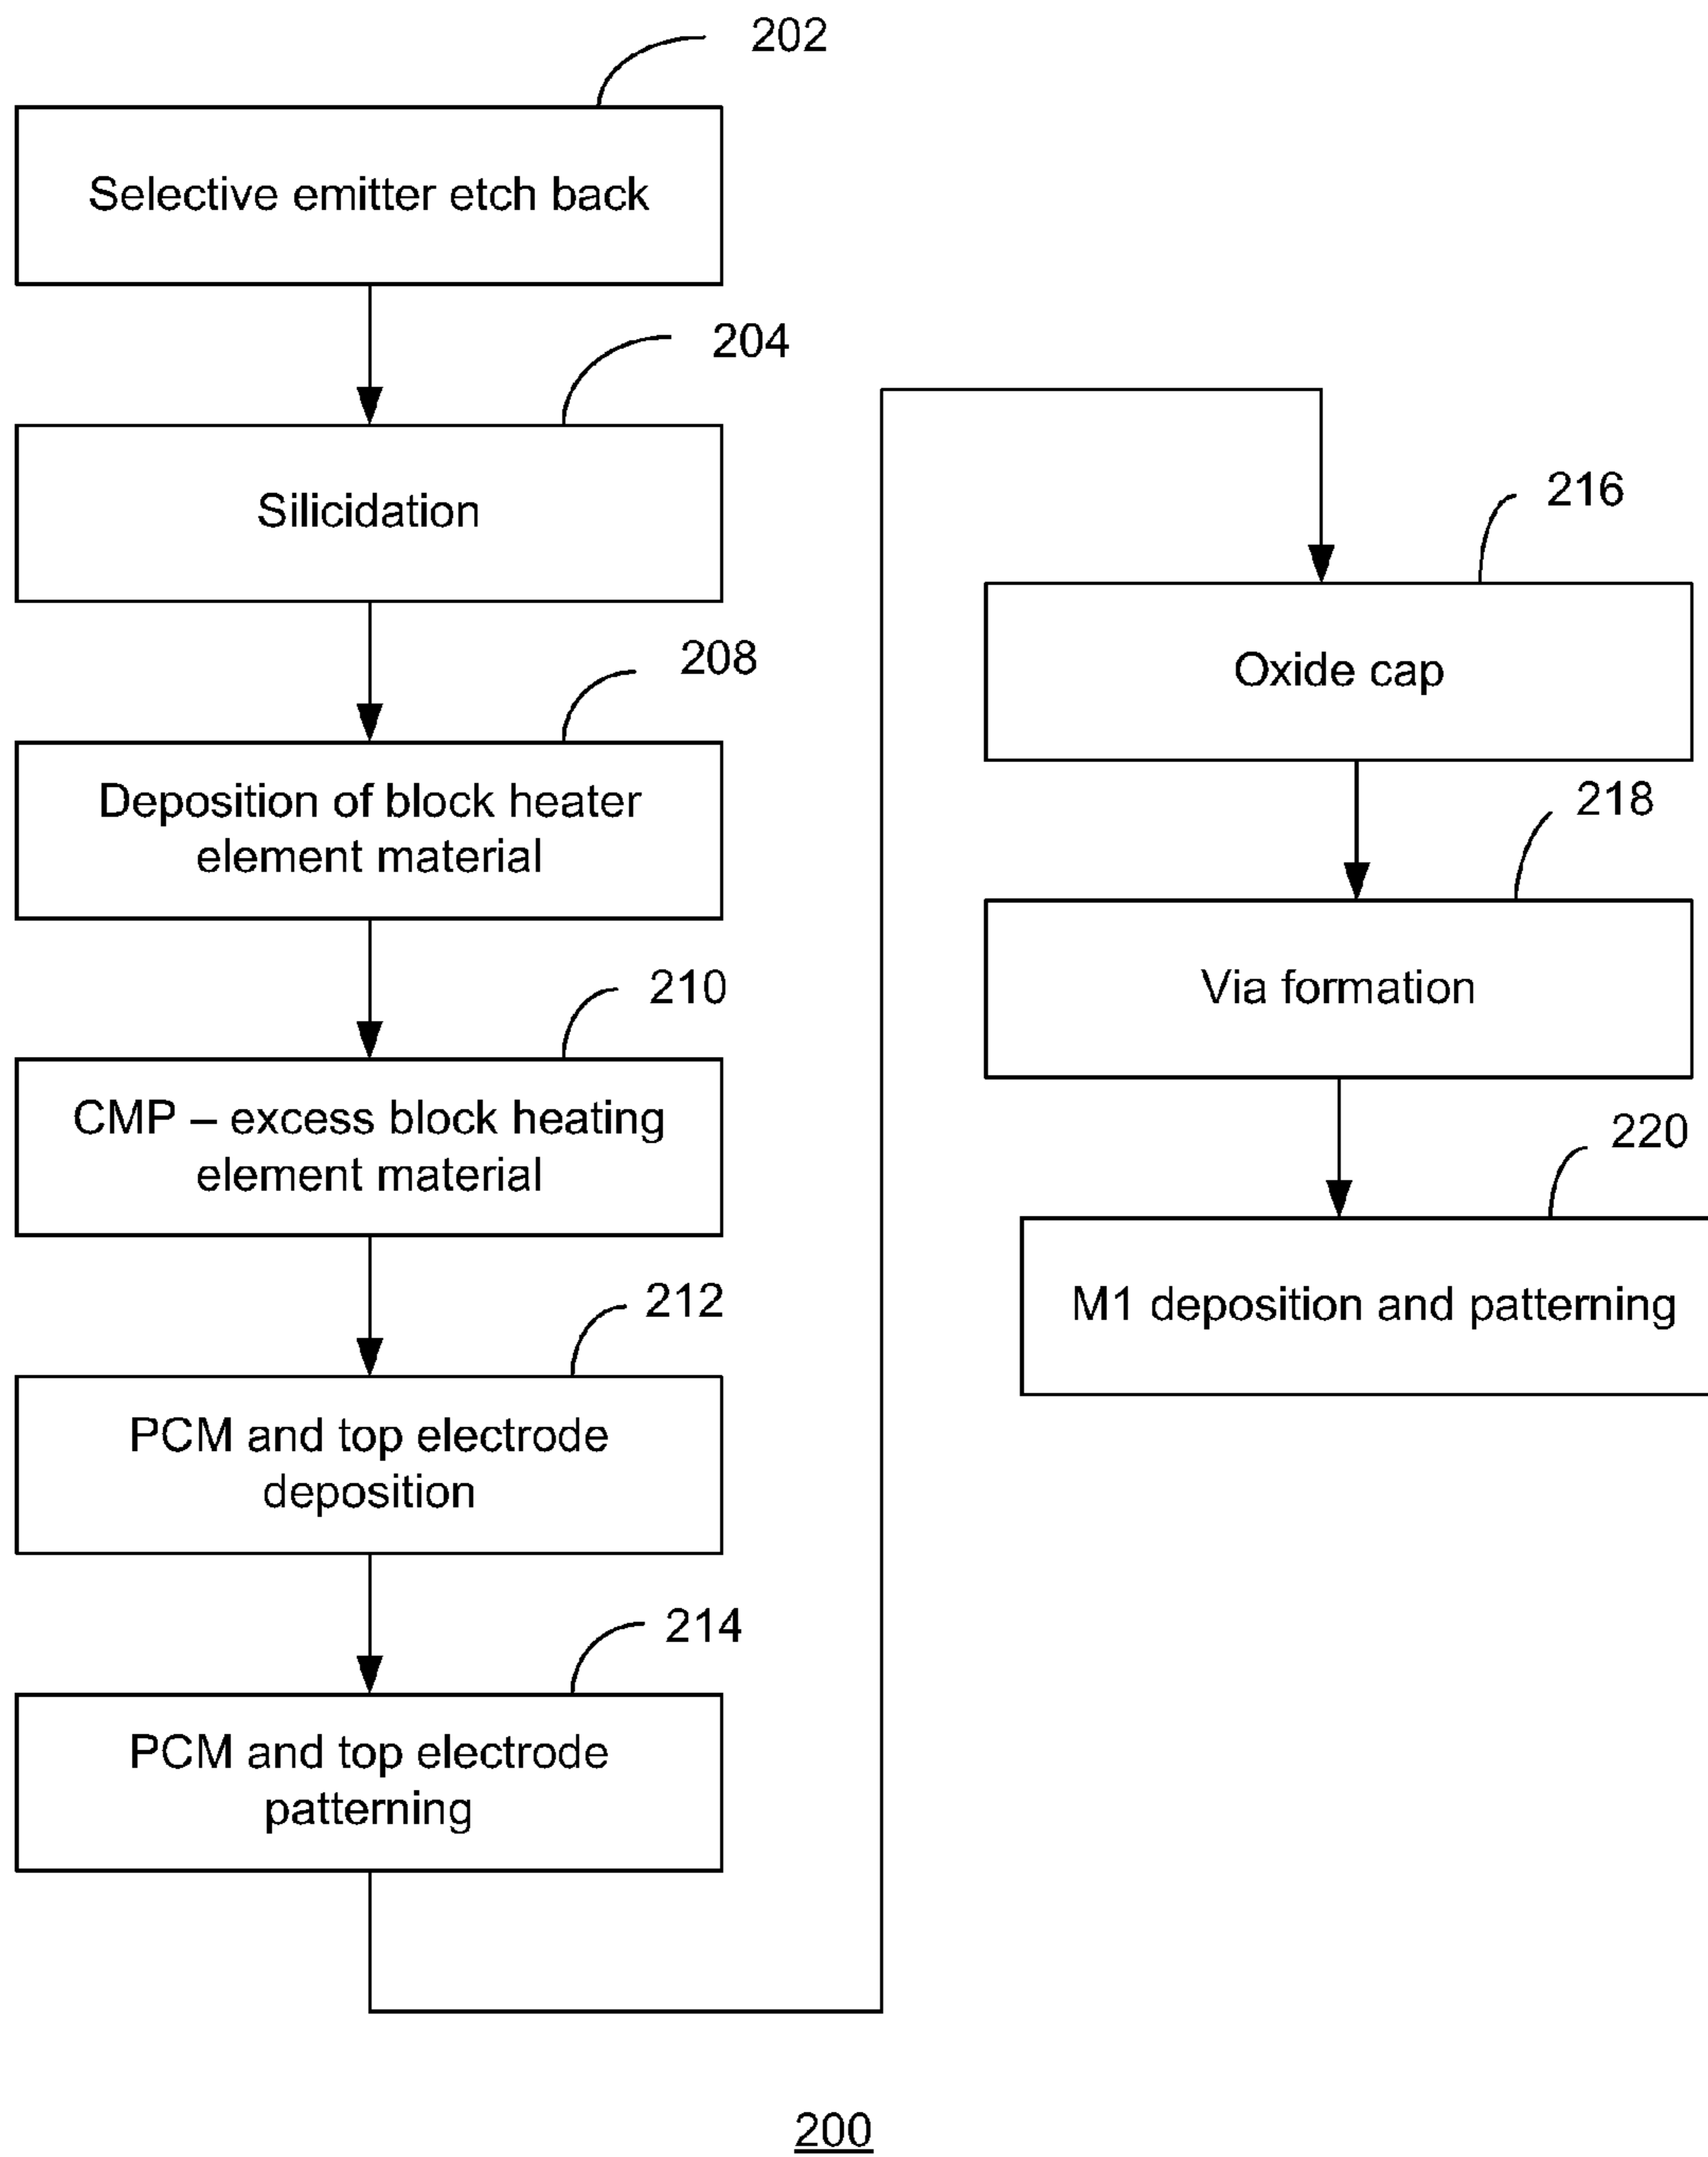 202
Selective emitter etch back
204
Silicidation
208
Deposition of block heater
element material
210
CMP – excess block heating
element material
212
PCM and top electrode
deposition
214
PCM and top electrode
patterning
216
Oxide cap
218
Via formation
220
M1 deposition and patterning
200